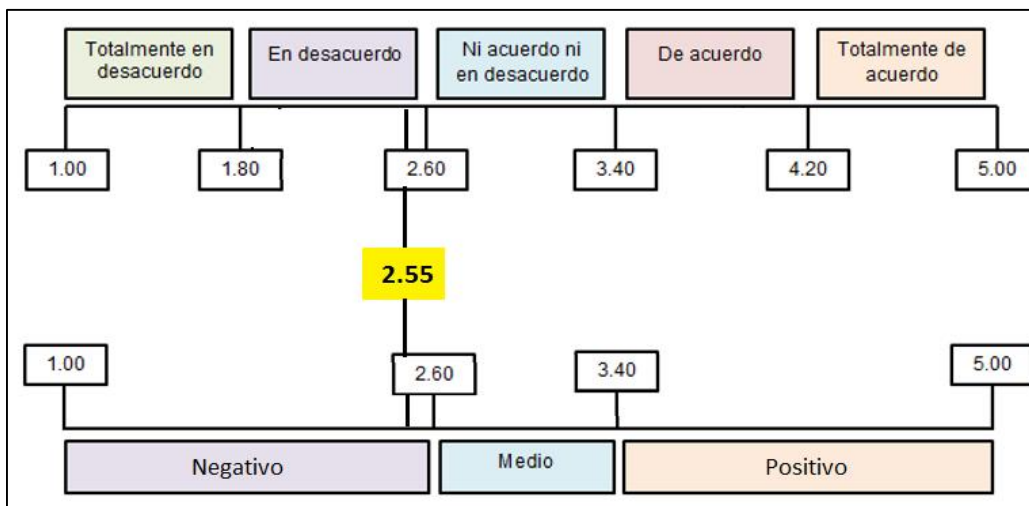 Totalmente en
desacuerdo
En desacuerdo
Ni acuerdo ni
en desacuerdo
De acuerdo
Totalmente de
acuerdo
1.00
1.80
2.60
3.40
4.20
5.00
2.55
1.00
2.60
3.40
5.00
Negativo
Medio
Positivo